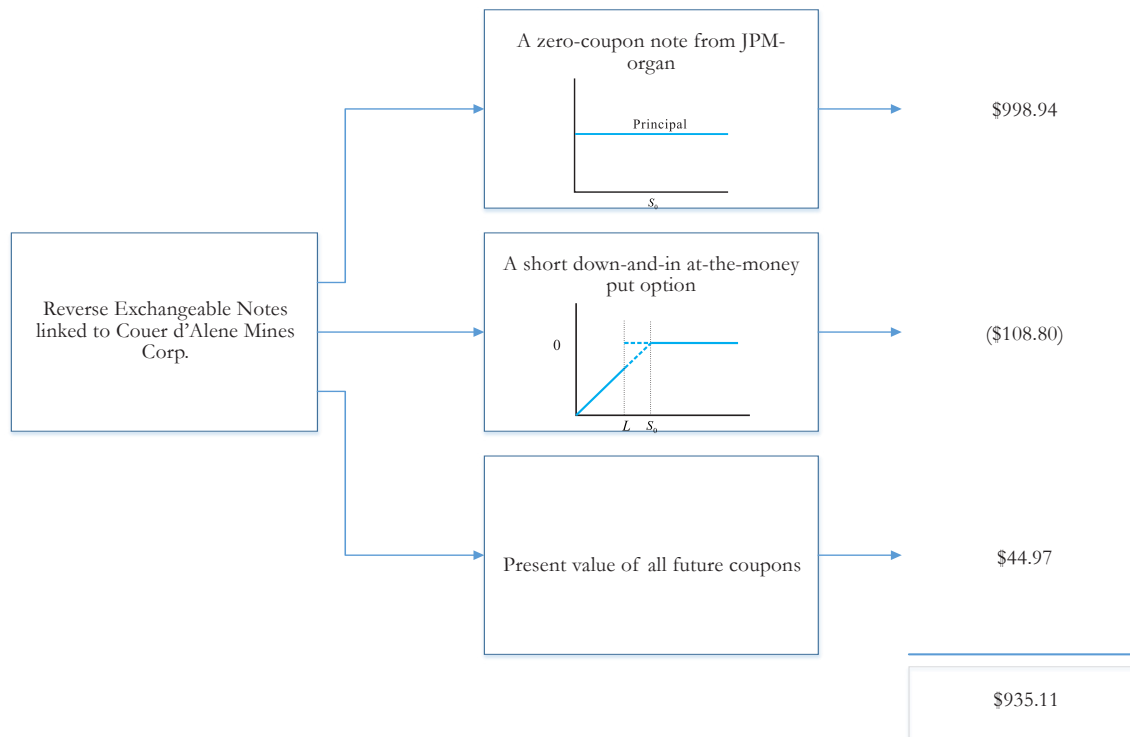 A zero-coupon note from JPM-
organ
Principal
S₀
$998.94
Reverse Exchangeable Notes
linked to Couer d’Alene Mines
Corp.
A short down-and-in at-the-money
put option
0
L S₀
($108.80)
Present value of all future coupons
$44.97
$935.11